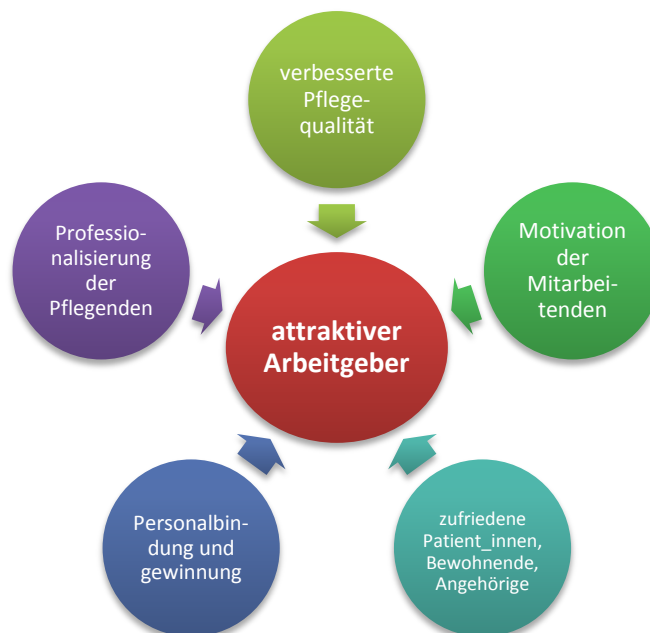 verbesserte
Pflege-
qualität
Professio-
nalisierung
der
Pflegenden
Motivation
der
Mitarbei-
tenden
attraktiver
Arbeitgeber
Personalbin-
dung und
gewinnung
zufriedene
Patient_innen,
Bewohnende,
Angehörige